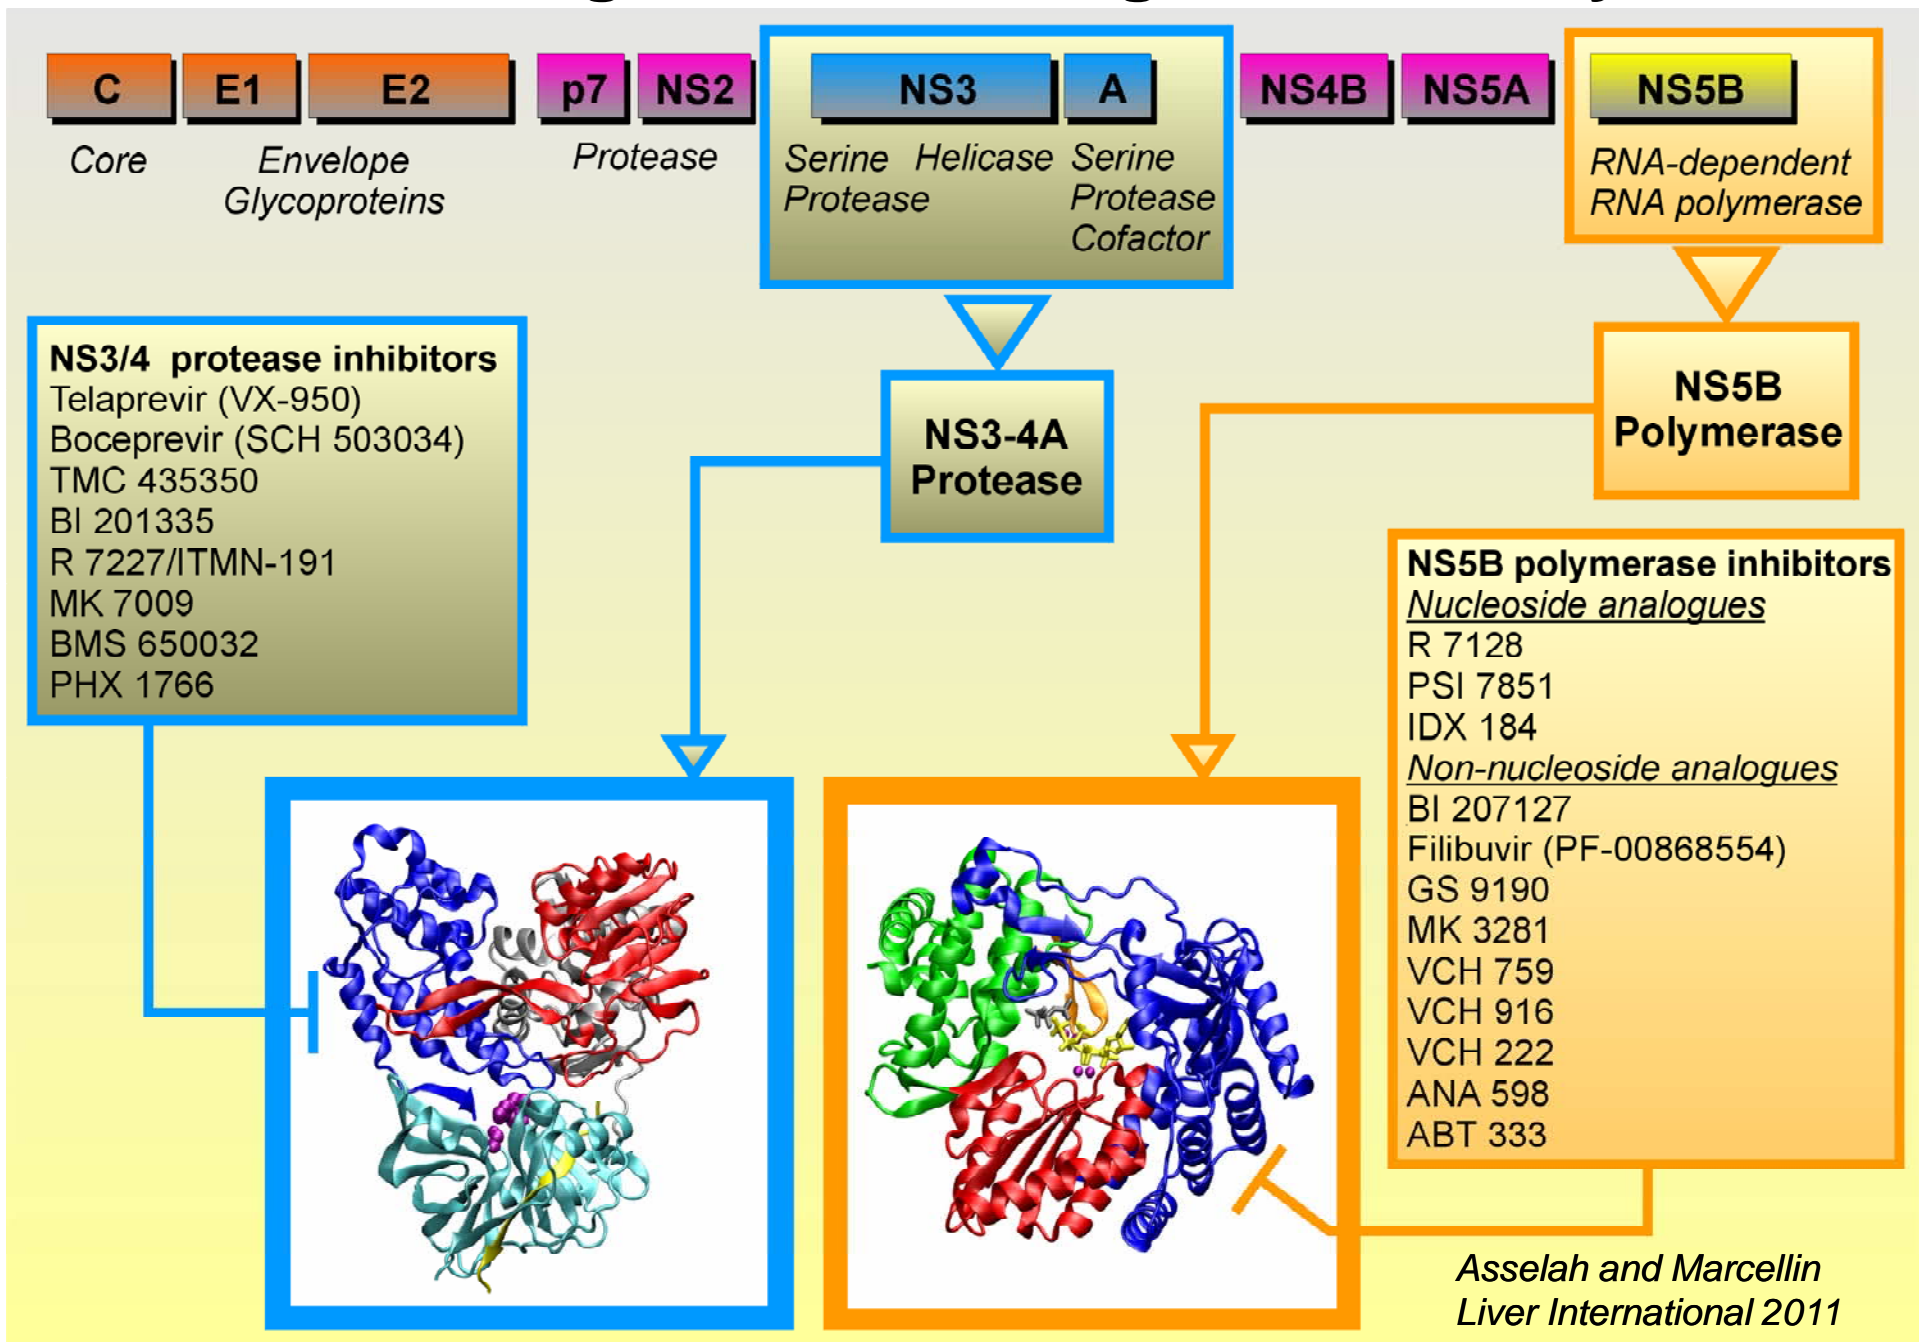 C E1 E2 p7 NS2 NS3 A NS4B NS5A NS5B
Core
Envelope
Glycoproteins
Protease
Serine
Protease
Helicase
Serine
Protease
Cofactor
RNA-dependent
RNA polymerase
NS3/4 protease inhibitors
Telaprevir (VX-950)
Boceprevir (SCH 503034)
TMC 435350
BI 201335
R 7227/ITMN-191
MK 7009
BMS 650032
PHX 1766
NS3-4A
Protease
NS5B
Polymerase
NS5B polymerase inhibitors
Nucleoside analogues
R 7128
PSI 7851
IDX 184
Non-nucleoside analogues
BI 207127
Filibuvir (PF-00868554)
GS 9190
MK 3281
VCH 759
VCH 916
VCH 222
ANA 598
ABT 333
Asselah and Marcellin
Liver International 2011